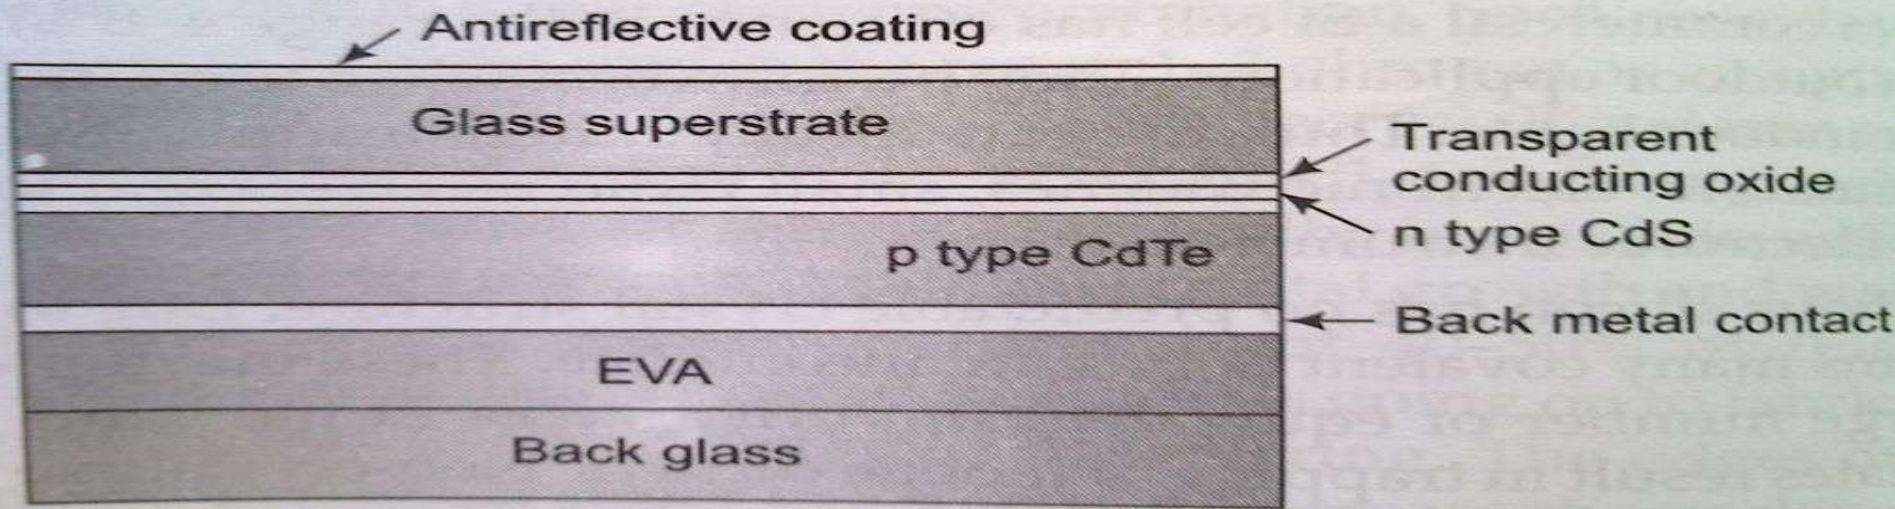 Antireflective coating
Glass superstrate
Transparent
conducting oxide
n type CdS
p type CdTe
Back metal contact
EVA
Back glass